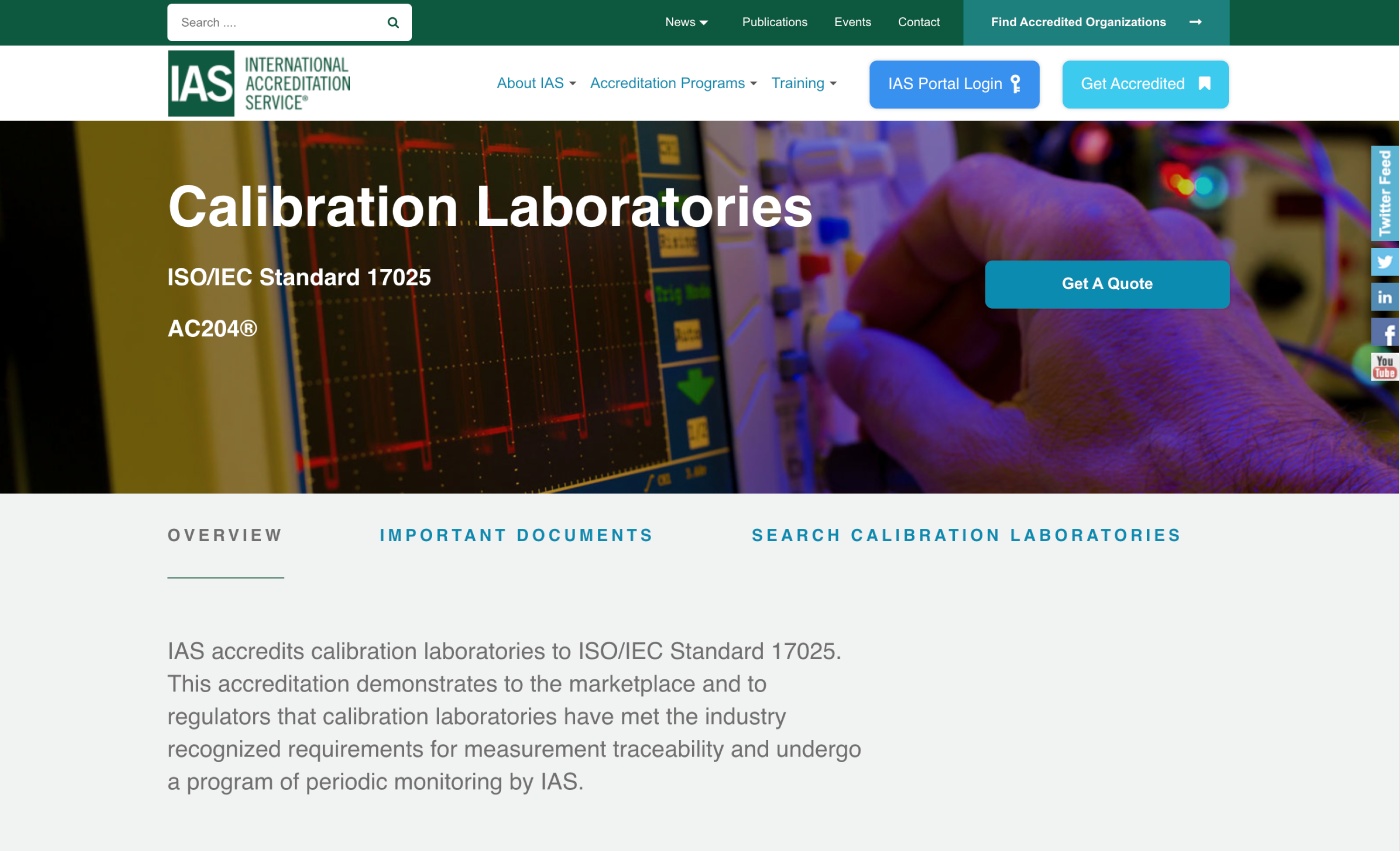 Search ....
News
Publications
Events
Contact
Find Accredited Organizations
IAS
INTERNATIONAL
ACCREDITATION
SERVICE®
About IAS
Accreditation Programs
Training
IAS Portal Login
Get Accredited
Calibration Laboratories
ISO/IEC Standard 17025
AC204®
Get A Quote
Trig Mode
Auto
CH1
Twitter Feed
in
f
You
Tube
OVERVIEW
IMPORTANT DOCUMENTS
SEARCH CALIBRATION LABORATORIES
IAS accredits calibration laboratories to ISO/IEC Standard 17025.
This accreditation demonstrates to the marketplace and to
regulators that calibration laboratories have met the industry
recognized requirements for measurement traceability and undergo
a program of periodic monitoring by IAS.